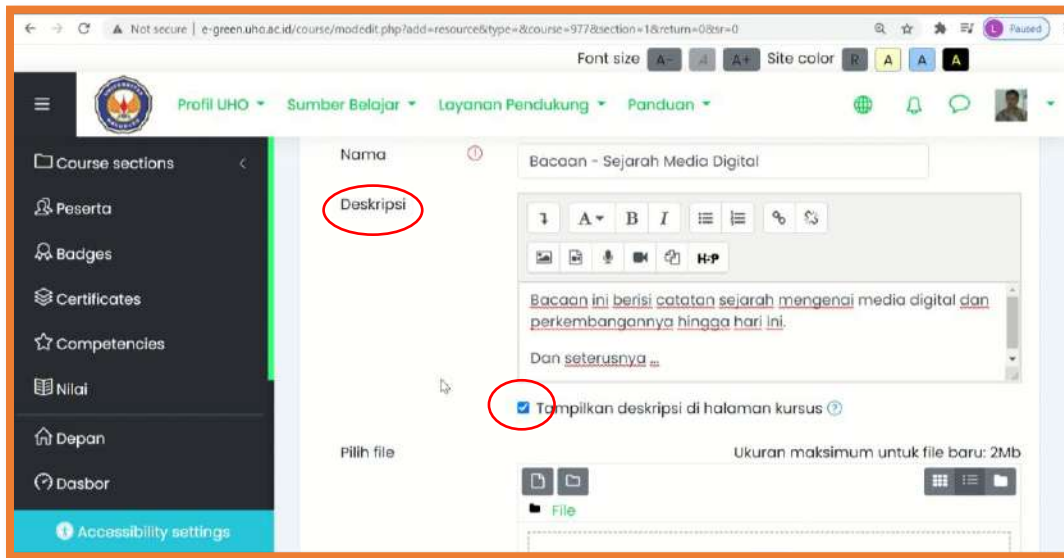 Not secure | e-green.uho.ac.id/course/modedit.php?add=resource&type=&course=977&section=1&return=0&sr=0
L Paused
Font size A- A A+ Site color R A A A
Profil UHO Sumber Belajar Layanan Pendukung Panduan
Course sections
Peserta
Badges
Certificates
Competencies
Nilai
Depan
Dasbor
Accessibility settings
Nama
Bacaan - Sejarah Media Digital
Deskripsi
A B I
H-P
Bacaan ini berisi catatan sejarah mengenai media digital dan
perkembangannya hingga hari ini.
Dan seterusnya ...
Tampilkan deskripsi di halaman kursus
Pilih file
Ukuran maksimum untuk file baru: 2Mb
File